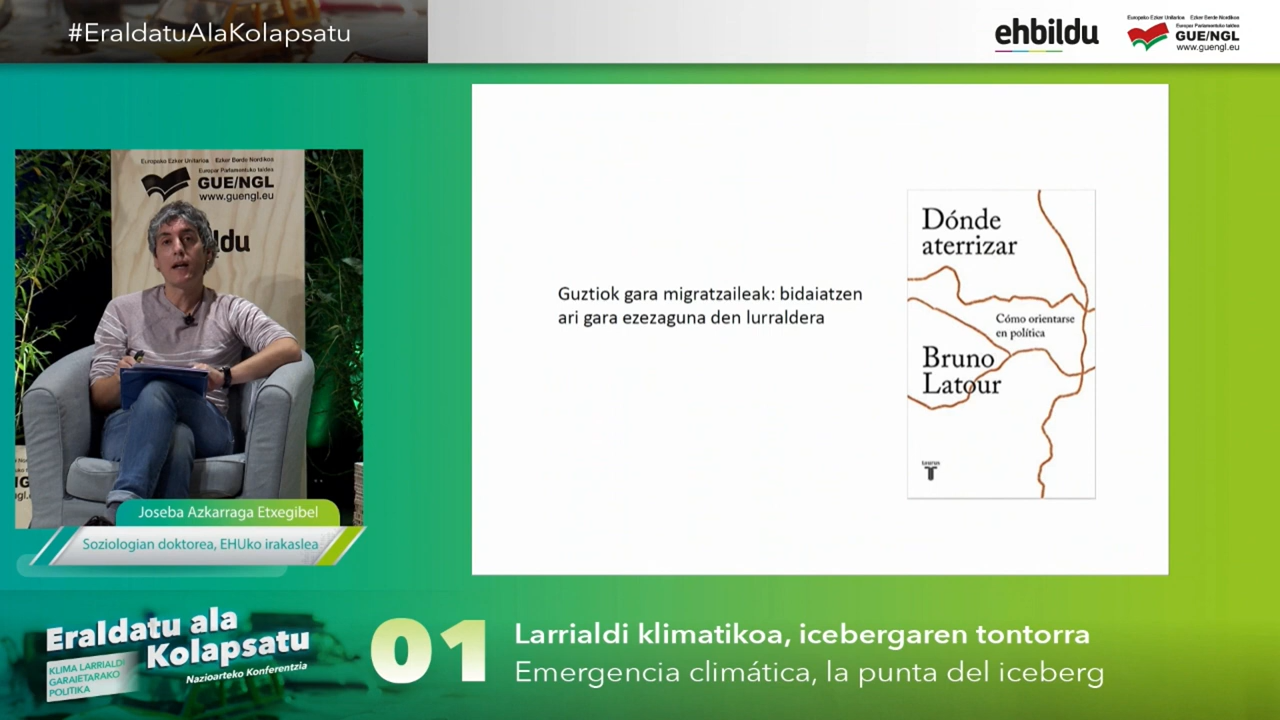 #EraldatuAlaKolapsatu
ehbildu
Europako Ezker Unitarioa Ezker Berde Nordikoa
Europar Parlamentuko taldea
GUE/NGL
www.guengl.eu
Europako Ezker Unitarioa Ezker Berde Nordikoa
Europar Parlamentuko taldea
GUE/NGL
www.guengl.eu
ldu
Joseba Azkarraga Etxegibel
Soziologian doktorea, EHUko irakaslea
Guztiok gara migratzaileak: bidaiatzen
ari gara ezezaguna den lurraldera
Dónde
aterrizar
Cómo orientarse
en política
Bruno
Latour
taurus
T
Eraldatu ala
Kolapsatu
KLIMA LARRIALDI
GARAIETARAKO
POLITIKA
Nazioarteko Konferentzia
01
Larrialdi klimatikoa, icebergaren tontorra
Emergencia climática, la punta del iceberg